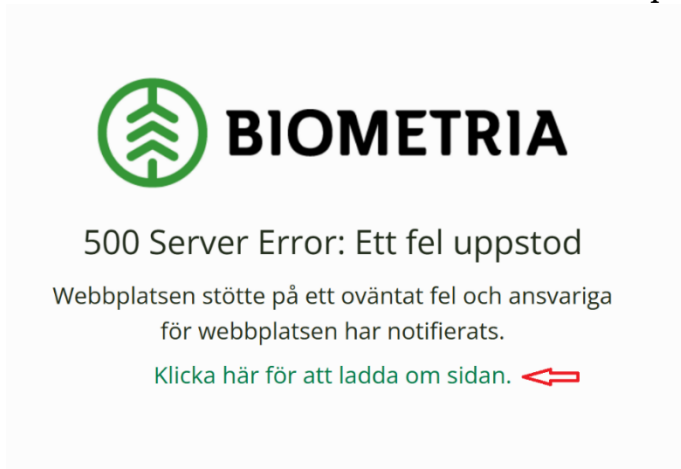 BIOMETRIA
500 Server Error: Ett fel uppstod
Webbplatsen stötte på ett oväntat fel och ansvariga
för webbplatsen har notifierats.
Klicka här för att ladda om sidan.